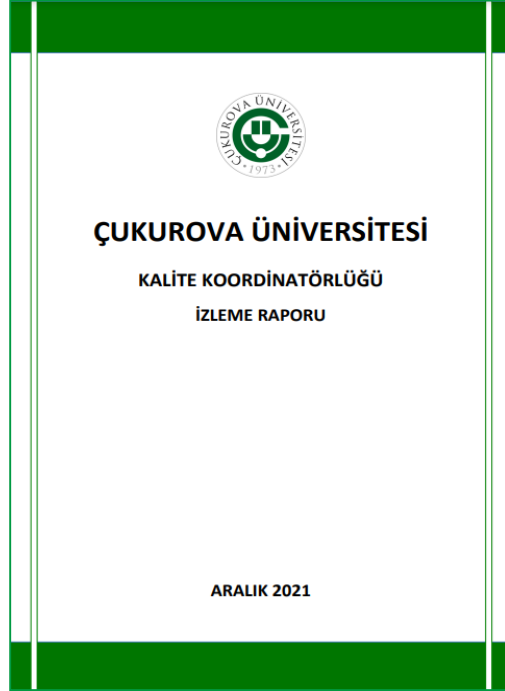 ÇUKUROVA ÜNİVERSİTESİ
•1973•
ÇUKUROVA ÜNİVERSİTESİ
KALİTE KOORDİNATÖRLÜĞÜ
İZLEME RAPORU
ARALIK 2021